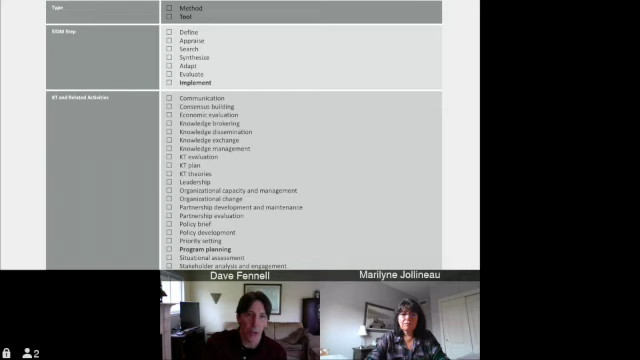 Type
Method
Tool
EIDM Step
Define
Appraise
Search
Synthesize
Adapt
Evaluate
Implement
KT and Related Activities
Communication
Consensus building
Economic evaluation
Knowledge brokering
Knowledge dissemination
Knowledge exchange
Knowledge management
KT evaluation
KT plan
KT theories
Leadership
Organizational capacity and management
Organizational change
Partnership development and maintenance
Partnership evaluation
Policy brief
Policy development
Priority setting
Program planning
Situational assessment
Stakeholder analysis and engagement
Dave Fennell
Marilyne Jollineau
2